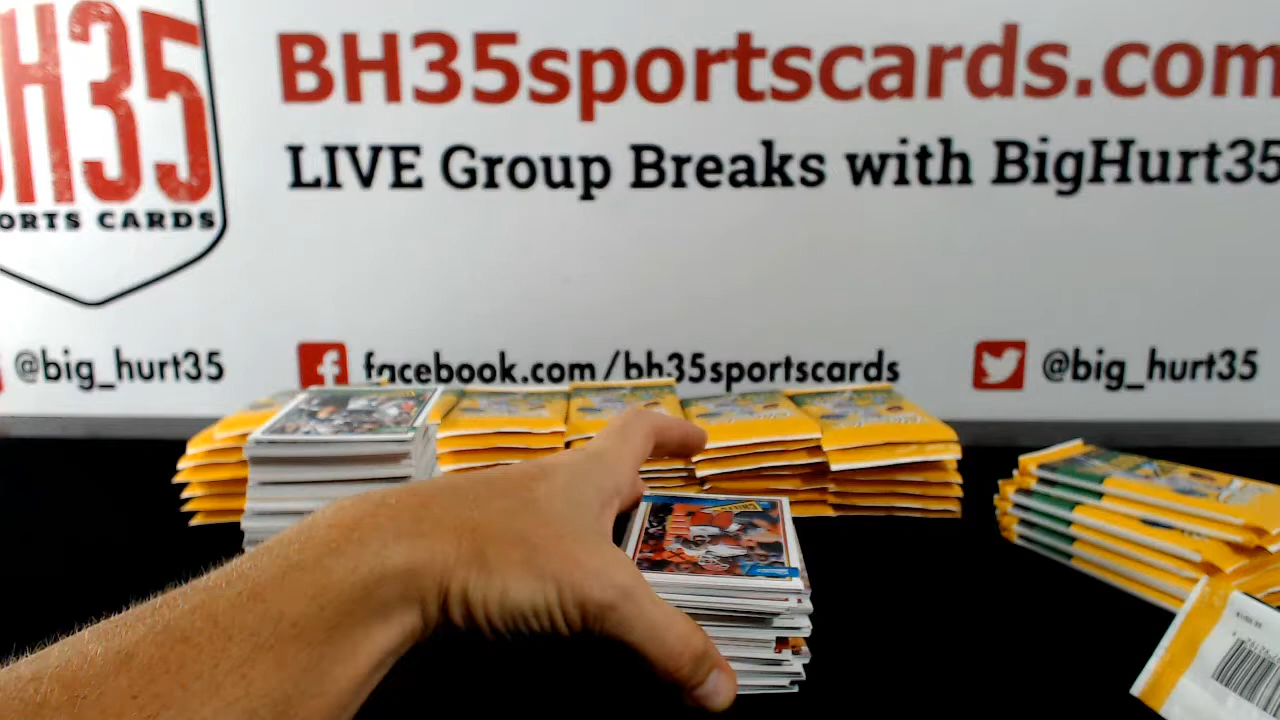 H35
ORTS CARDS
BH35sportscards.com
LIVE Group Breaks with BigHurt35
@big_hurt35
facebook.com/bh35sportscards
@big_hurt35